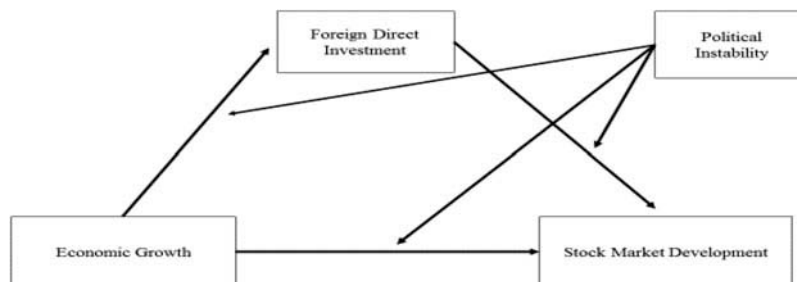 Foreign Direct
Investment
Political
Instability
Economic Growth
Stock Market Development